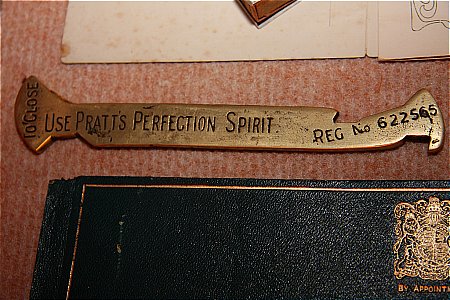 TO CLOSE
USE PRATTS PERFECTION SPIRIT.
REG NO 622565
BY APPOINTM